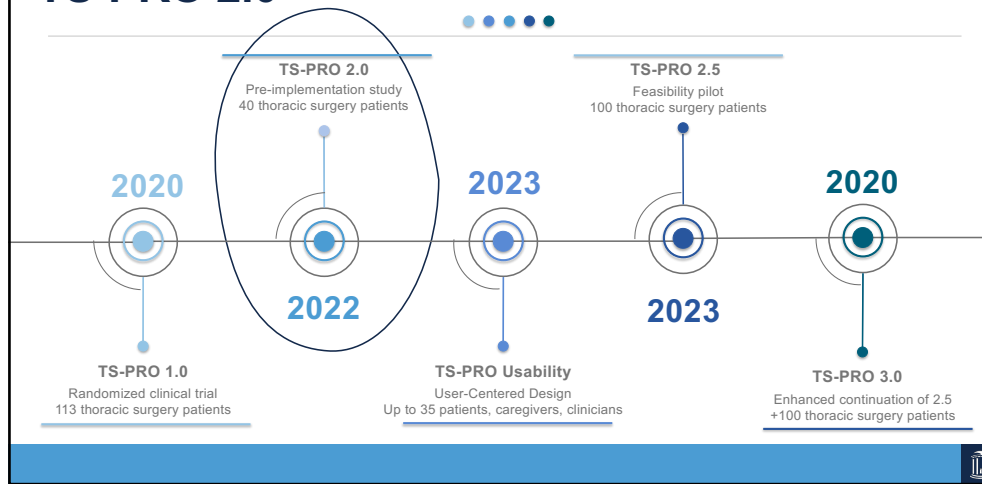 TS-PRO 2.0
Pre-implementation study
40 thoracic surgery patients
TS-PRO 2.5
Feasibility pilot
100 thoracic surgery patients
2020
2023
2020
2022
2023
TS-PRO 1.0
Randomized clinical trial
113 thoracic surgery patients
TS-PRO Usability
User-Centered Design
Up to 35 patients, caregivers, clinicians
TS-PRO 3.0
Enhanced continuation of 2.5
+100 thoracic surgery patients